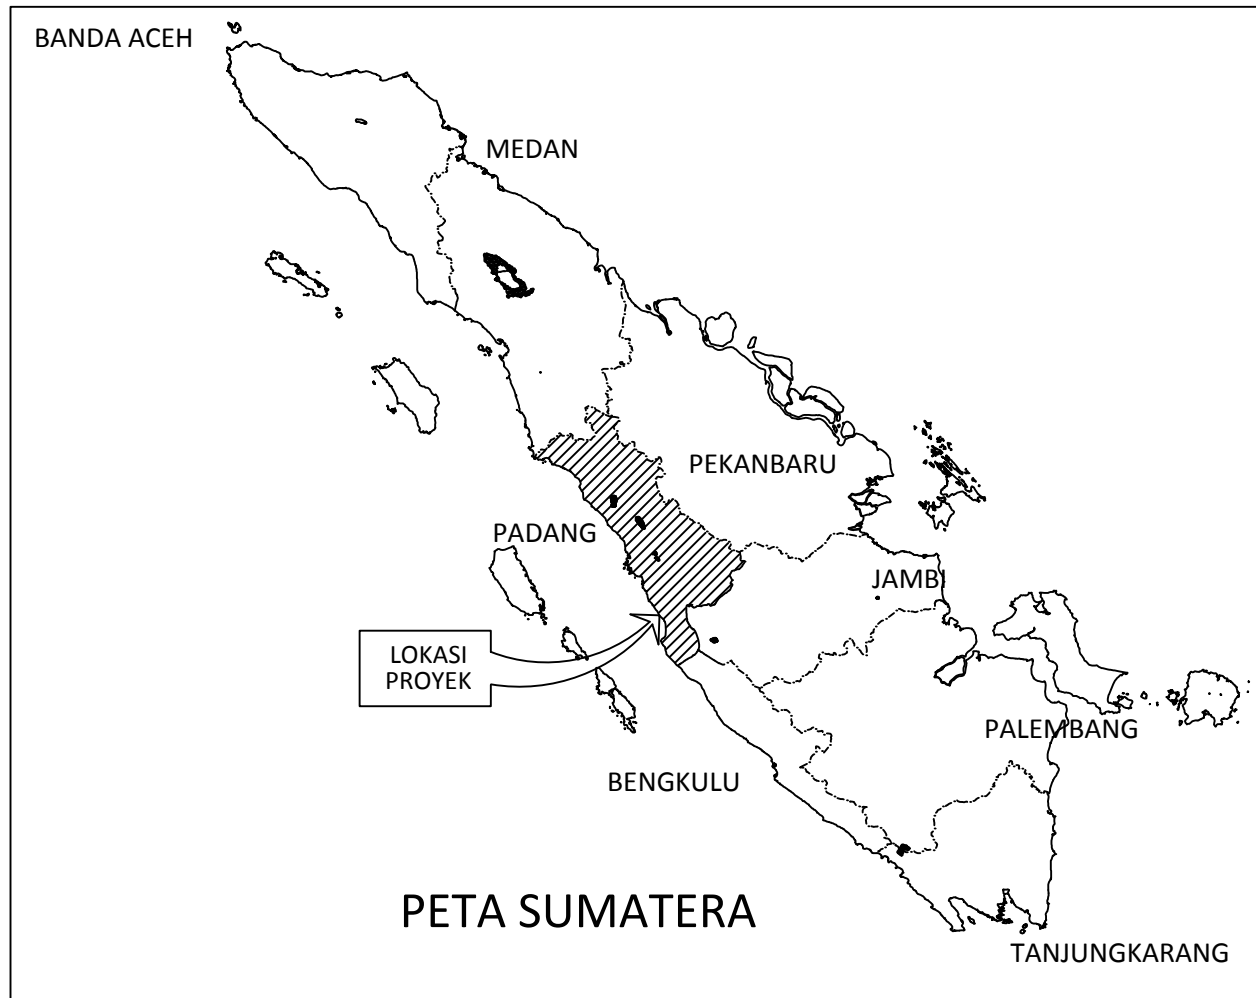 BANDA ACEH
MEDAN
PEKANBARU
PADANG
JAMBI
LOKASI
PROYEK
PALEMBANG
BENGKULU
PETA SUMATERA
TANJUNGKARANG